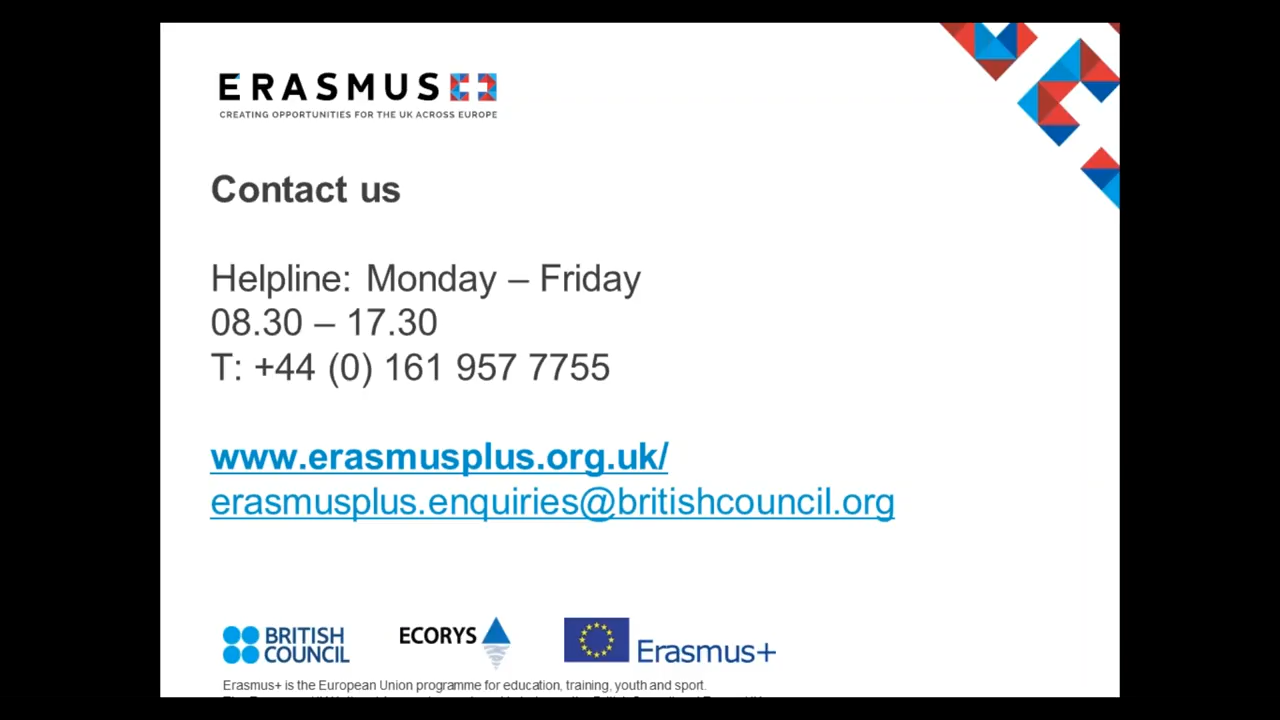 ERASMUS
CREATING OPPORTUNITIES FOR THE UK ACROSS EUROPE
Contact us
Helpline: Monday – Friday
08.30 – 17.30
T: +44 (0) 161 957 7755
www.erasmusplus.org.uk/
erasmusplus.enquiries@britishcouncil.org
BRITISH
COUNCIL
ECORYS
Erasmus+
Erasmus+ is the European Union programme for education, training, youth and sport.